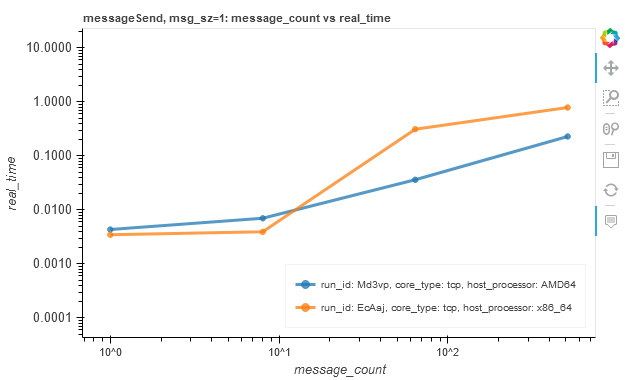 messageSend, msg_sz=1: message_count vs real_time
10.0000
1.0000
0.1000
0.0100
0.0010
0.0001
real_time
run_id: Md3vp, core_type: tcp, host_processor: AMD64
run_id: EcAaj, core_type: tcp, host_processor: x86_64
10^0
10^1
10^2
message_count